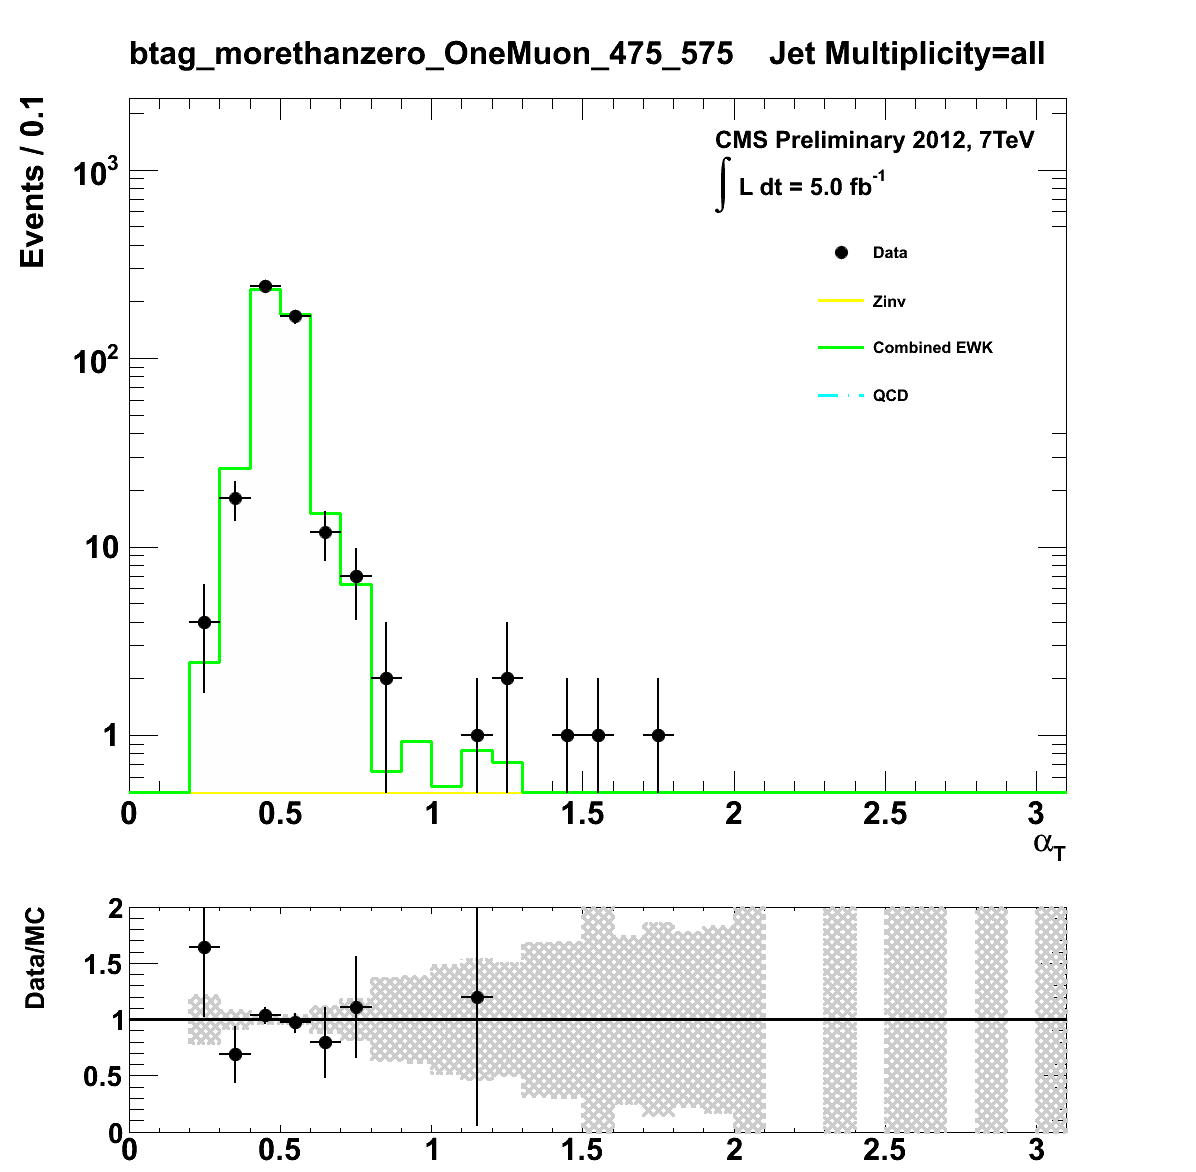 btag_morethanzero_OneMuon_475_575 Jet Multiplicity=all
Events / 0.1
CMS Preliminary 2012, 7TeV
∫ L dt = 5.0 fb⁻¹
Data
Zinv
Combined EWK
QCD
10³
10²
10
1
0 0.5 1 1.5 2 2.5 3
α_T
Data/MC
2
1.5
1
0.5
0
0 0.5 1 1.5 2 2.5 3